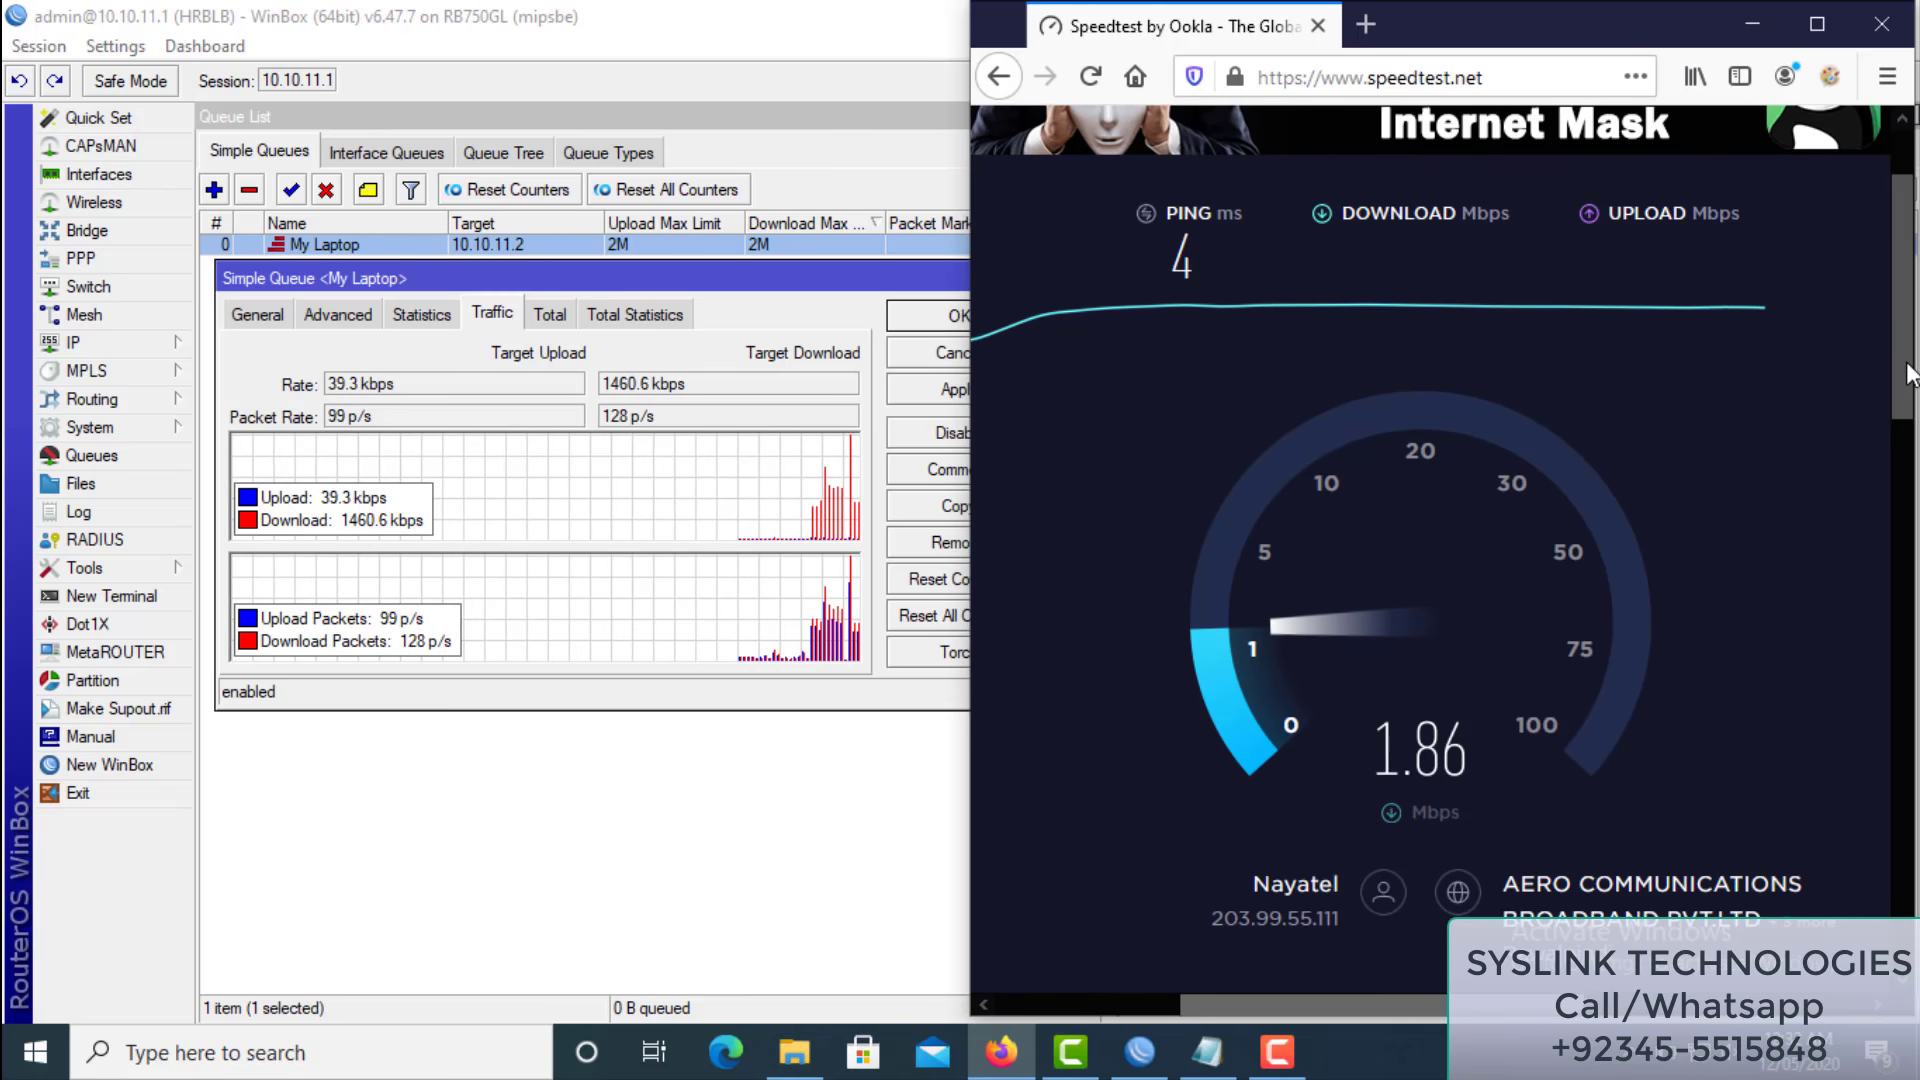 admin@10.10.11.1 (HRBLB) - WinBox (64bit) v6.47.7 on RB750GL (mipsbe)
Session Settings Dashboard
Safe Mode Session: 10.10.11.1
Quick Set
CAPsMAN
Interfaces
Wireless
Bridge
PPP
Switch
Mesh
255 IP
MPLS
Routing
System
Queues
Files
Log
RADIUS
Tools
New Terminal
Dot1X
MetaROUTER
Partition
Make Supout.rif
Manual
New WinBox
Exit
RouterOS WinBox
Queue List
Simple Queues Interface Queues Queue Tree Queue Types
Reset Counters Reset All Counters
# Name Target Upload Max Limit Download Max ... Packet Mark
0 My Laptop 10.10.11.2 2M 2M
Simple Queue <My Laptop>
General Advanced Statistics Traffic Total Total Statistics
Target Upload Target Download
Rate: 39.3 kbps 1460.6 kbps
Packet Rate: 99 p/s 128 p/s
Upload: 39.3 kbps
Download: 1460.6 kbps
Upload Packets: 99 p/s
Download Packets: 128 p/s
enabled
OK
Canc
Appl
Disab
Comme
Copy
Remo
Reset Co
Reset All C
Torc
1 item (1 selected) 0 B queued
Speedtest by Ookla - The Globa
https://www.speedtest.net
Internet Mask
PING ms DOWNLOAD Mbps UPLOAD Mbps
4
0 1 5 10 20 30 50 75 100
1.86
Mbps
Nayatel
203.99.55.111
AERO COMMUNICATIONS
BROADBAND PVT.LTD
Activate Windows
SYSLINK TECHNOLOGIES
Call/Whatsapp
+92345-5515848
Type here to search
12/05/2020
9